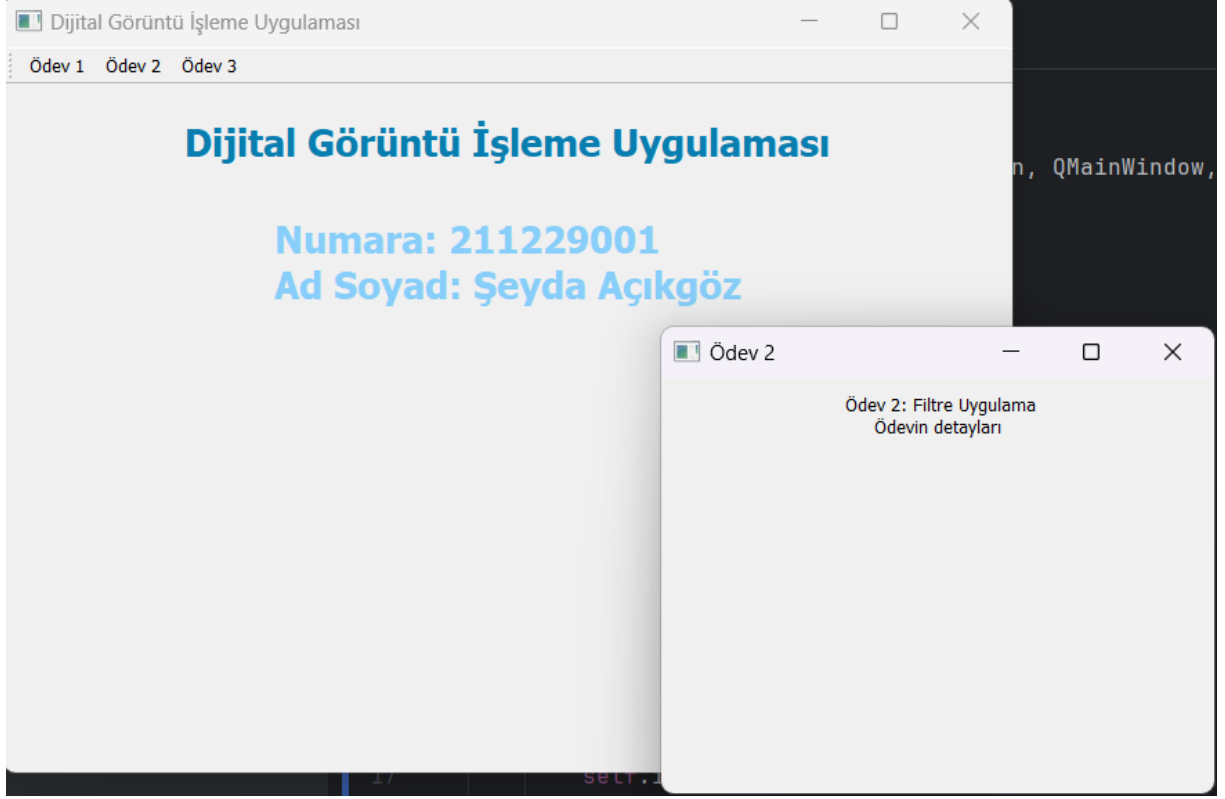 Dijital Görüntü İşleme Uygulaması
Ödev 1 Ödev 2 Ödev 3
Dijital Görüntü İşleme Uygulaması
n, QMainWindow,
Numara: 211229001
Ad Soyad: Şeyda Açıkgöz
Ödev 2
Ödev 2: Filtre Uygulama
Ödevin detayları
17